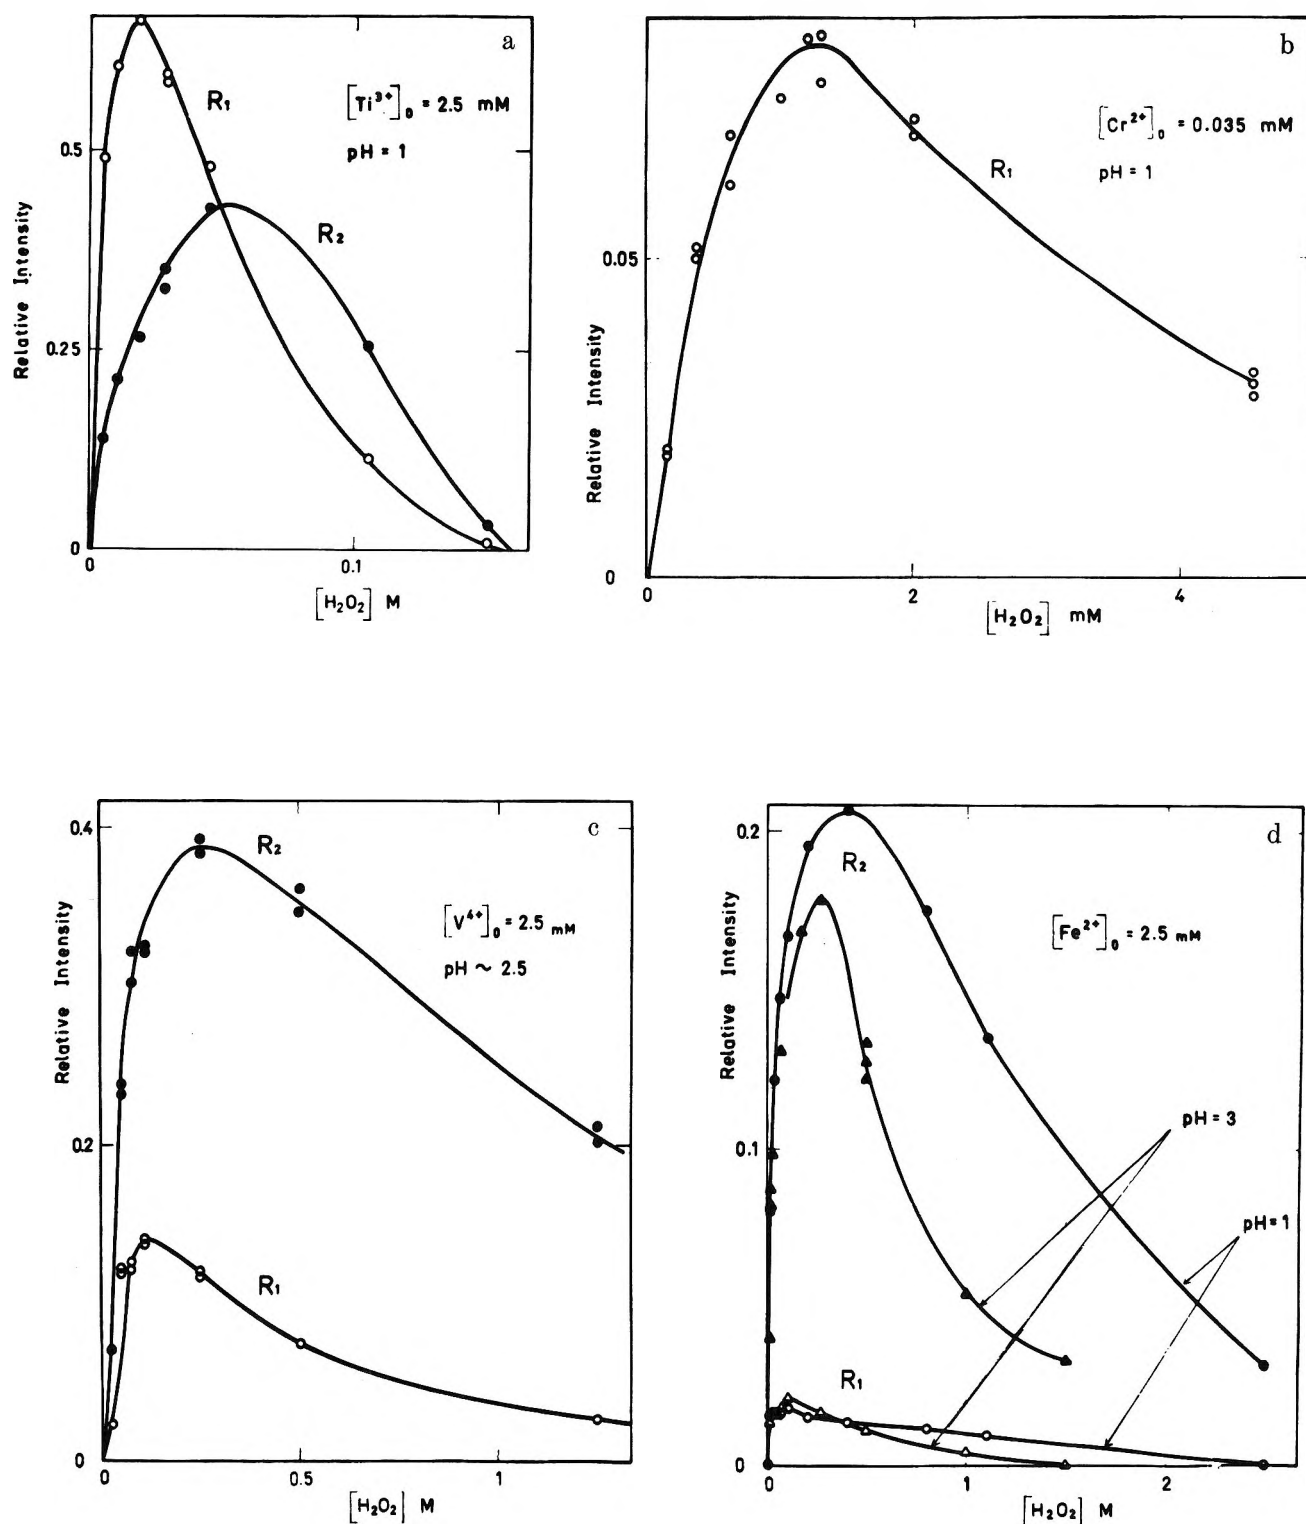 a
R₁
[Ti³⁺]₀ = 2.5 mM
pH = 1
R₂
0.5
0.25
0
Relative Intensity
0
0.1
[H₂O₂] M
b
[Cr²⁺]₀ = 0.035 mM
pH = 1
R₁
0.05
0
Relative Intensity
0
2
4
[H₂O₂] mM
c
R₂
[V⁴⁺]₀ = 2.5 mM
pH ~ 2.5
R₁
0.4
0.2
0
Relative Intensity
0
0.5
1
[H₂O₂] M
d
R₂
[Fe²⁺]₀ = 2.5 mM
pH = 3
pH = 1
R₁
0.2
0.1
0
Relative Intensity
0
1
2
[H₂O₂] M